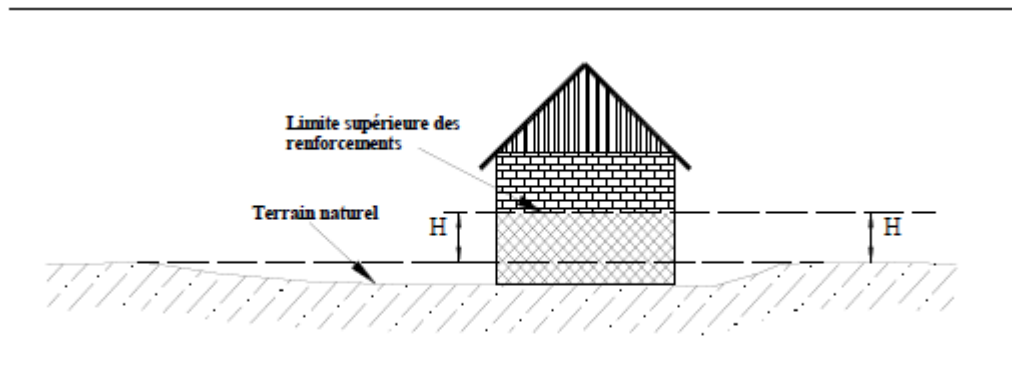 Limite supérieure des
renforcements
Terrain naturel
H
H